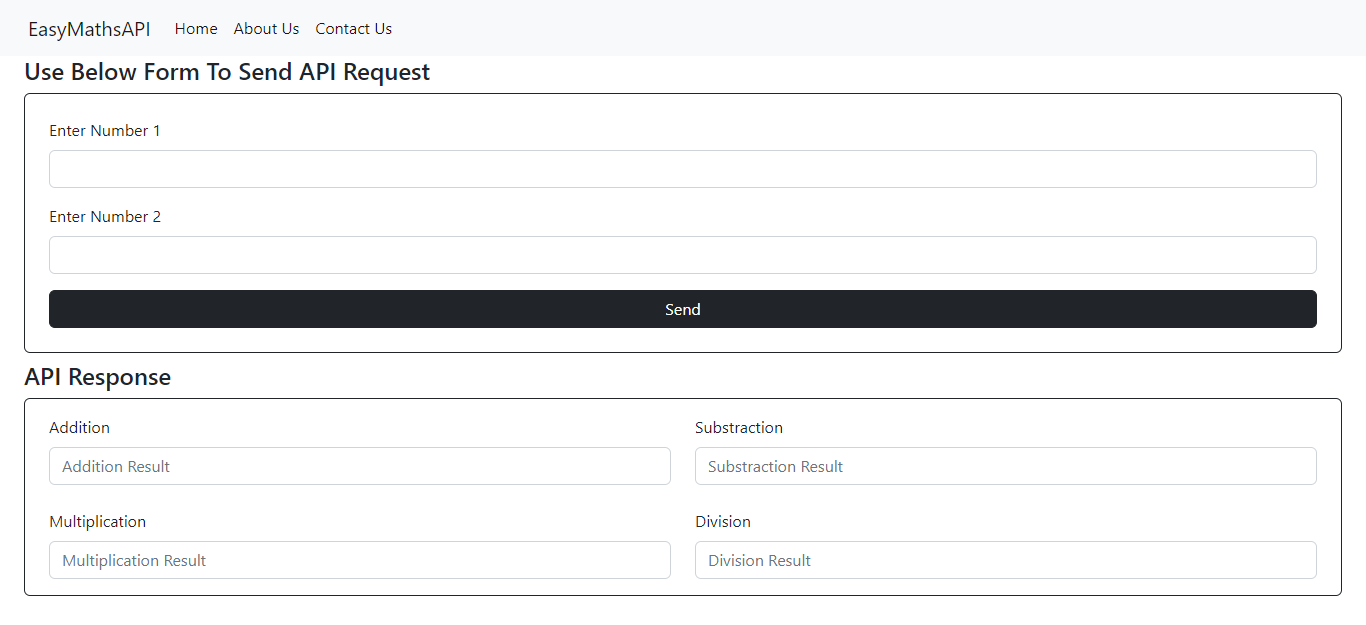 EasyMathsAPI Home About Us Contact Us
Use Below Form To Send API Request
Enter Number 1
Enter Number 2
Send
API Response
Addition Substraction
Addition Result Substraction Result
Multiplication Division
Multiplication Result Division Result